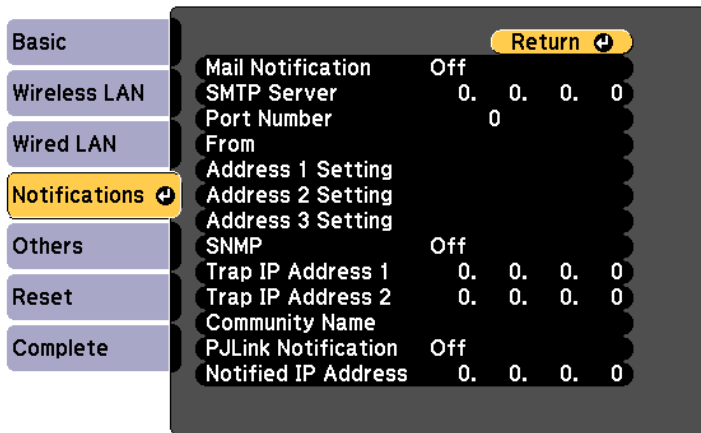 Basic
Wireless LAN
Wired LAN
Notifications
Others
Reset
Complete
Return
Mail Notification Off
SMTP Server 0. 0. 0. 0
Port Number 0
From
Address 1 Setting
Address 2 Setting
Address 3 Setting
SNMP Off
Trap IP Address 1 0. 0. 0. 0
Trap IP Address 2 0. 0. 0. 0
Community Name
PJLink Notification Off
Notified IP Address 0. 0. 0. 0